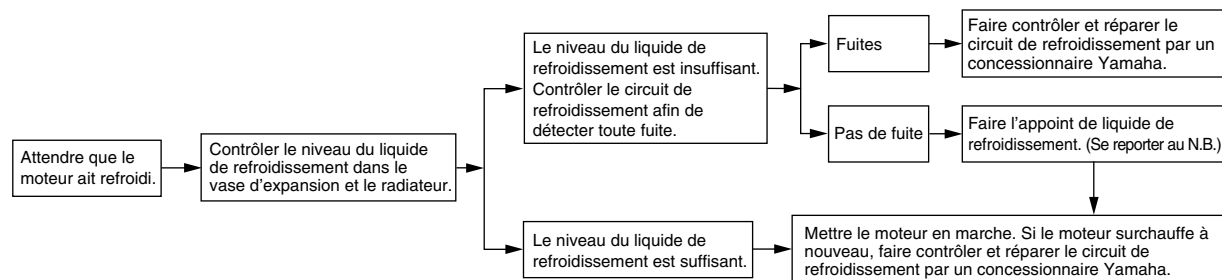 Attendre que le
moteur ait refroidi.
Contrôler le niveau du liquide
de refroidissement dans le
vase d'expansion et le radiateur.
Le niveau du liquide de
refroidissement est insuffisant.
Contrôler le circuit de
refroidissement afin de
détecter toute fuite.
Fuites
Faire contrôler et réparer le
circuit de refroidissement par un
concessionnaire Yamaha.
Pas de fuite
Faire l'appoint de liquide de
refroidissement. (Se reporter au N.B.)
Le niveau du liquide de
refroidissement est suffisant.
Mettre le moteur en marche. Si le moteur surchauffe à
nouveau, faire contrôler et réparer le circuit de
refroidissement par un concessionnaire Yamaha.